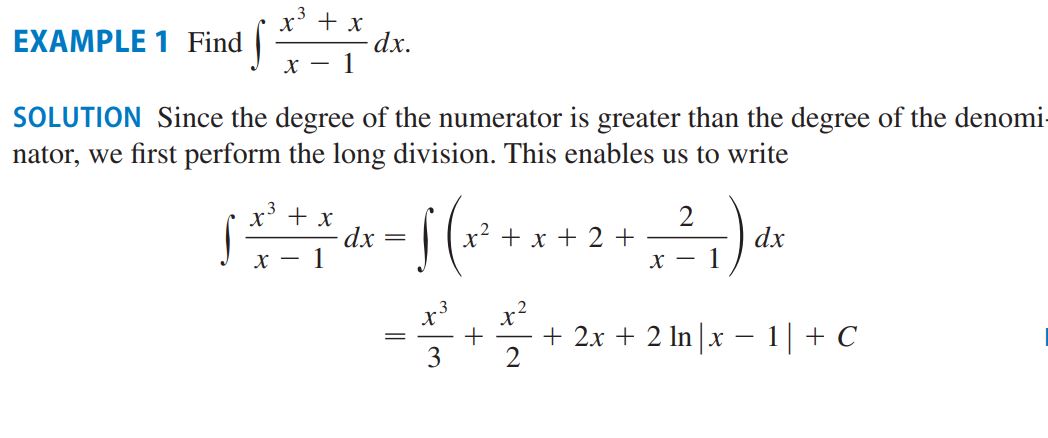 EXAMPLE 1 Find ∫ (x³ + x)/(x − 1) dx.
SOLUTION Since the degree of the numerator is greater than the degree of the denomi-
nator, we first perform the long division. This enables us to write
∫ (x³ + x)/(x − 1) dx = ∫ (x² + x + 2 + 2/(x − 1)) dx
= x³/3 + x²/2 + 2x + 2 ln|x − 1| + C